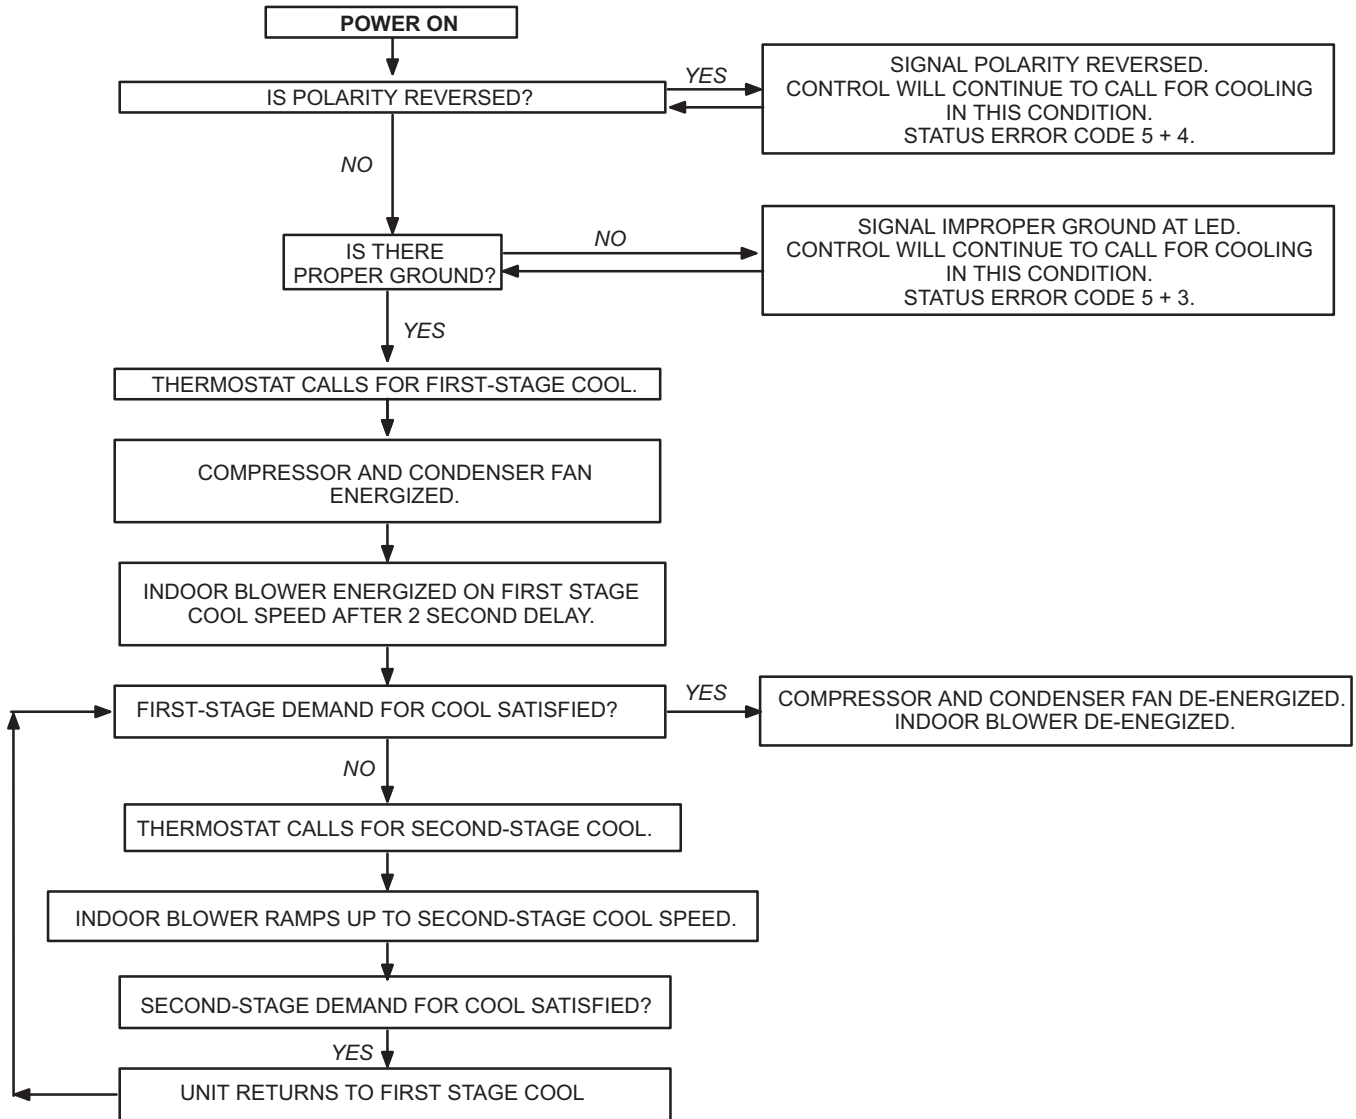 POWER ON
IS POLARITY REVERSED?
YES
SIGNAL POLARITY REVERSED.
CONTROL WILL CONTINUE TO CALL FOR COOLING
IN THIS CONDITION.
STATUS ERROR CODE 5 + 4.
NO
IS THERE
PROPER GROUND?
NO
SIGNAL IMPROPER GROUND AT LED.
CONTROL WILL CONTINUE TO CALL FOR COOLING
IN THIS CONDITION.
STATUS ERROR CODE 5 + 3.
YES
THERMOSTAT CALLS FOR FIRST-STAGE COOL.
COMPRESSOR AND CONDENSER FAN
ENERGIZED.
INDOOR BLOWER ENERGIZED ON FIRST STAGE
COOL SPEED AFTER 2 SECOND DELAY.
FIRST-STAGE DEMAND FOR COOL SATISFIED?
YES
COMPRESSOR AND CONDENSER FAN DE-ENERGIZED.
INDOOR BLOWER DE-ENEGIZED.
NO
THERMOSTAT CALLS FOR SECOND-STAGE COOL.
INDOOR BLOWER RAMPS UP TO SECOND-STAGE COOL SPEED.
SECOND-STAGE DEMAND FOR COOL SATISFIED?
YES
UNIT RETURNS TO FIRST STAGE COOL